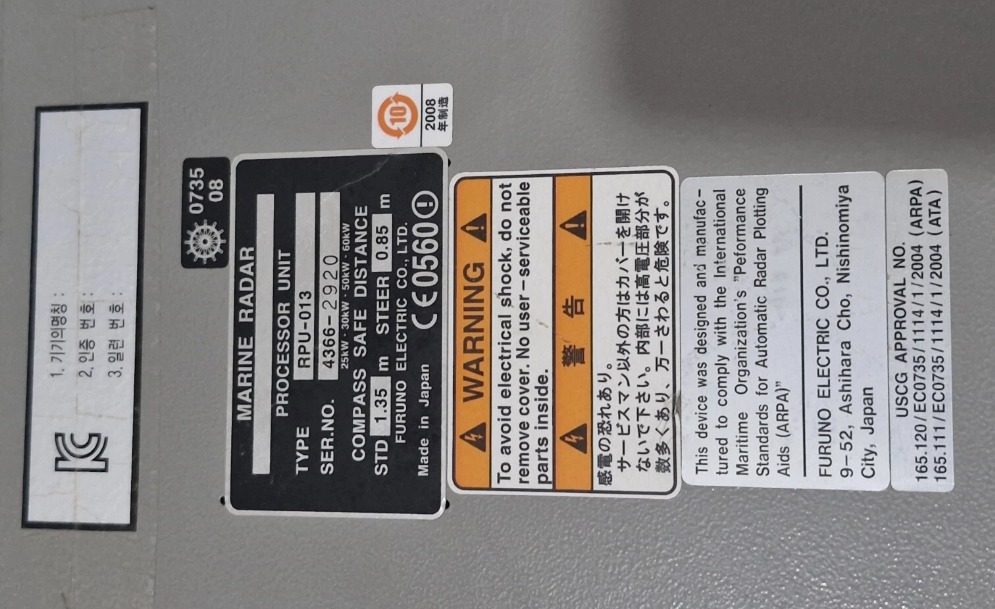 1. 기기의명칭 :
2. 인증 번호 :
3. 일련 번호 :
0735
08
10
2008
年制造
MARINE RADAR
PROCESSOR UNIT
TYPE RPU-013
SER.NO. 4366-2920
25kW·30kW·50kW·60kW
COMPASS SAFE DISTANCE
STD 1.35 m STEER 0.85 m
FURUNO ELECTRIC CO., LTD.
Made in Japan CE0560
WARNING
To avoid electrical shock, do not
remove cover. No user-serviceable
parts inside.
警告
感電の恐れあり。
サービスマン以外の方はカバーを開け
ないで下さい。内部には高電圧部分が
数多くあり、万一さわると危険です。
This device was designed and manufac-
tured to comply with the International
Maritime Organization's "Peformance
Standards for Automatic Radar Plotting
Aids (ARPA)"
FURUNO ELECTRIC CO., LTD.
9-52, Ashihara Cho, Nishinomiya
City, Japan
USCG APPROVAL NO.
165.120/EC0735/1114/1/2004 (ARPA)
165.111/EC0735/1114/1/2004 (ATA)